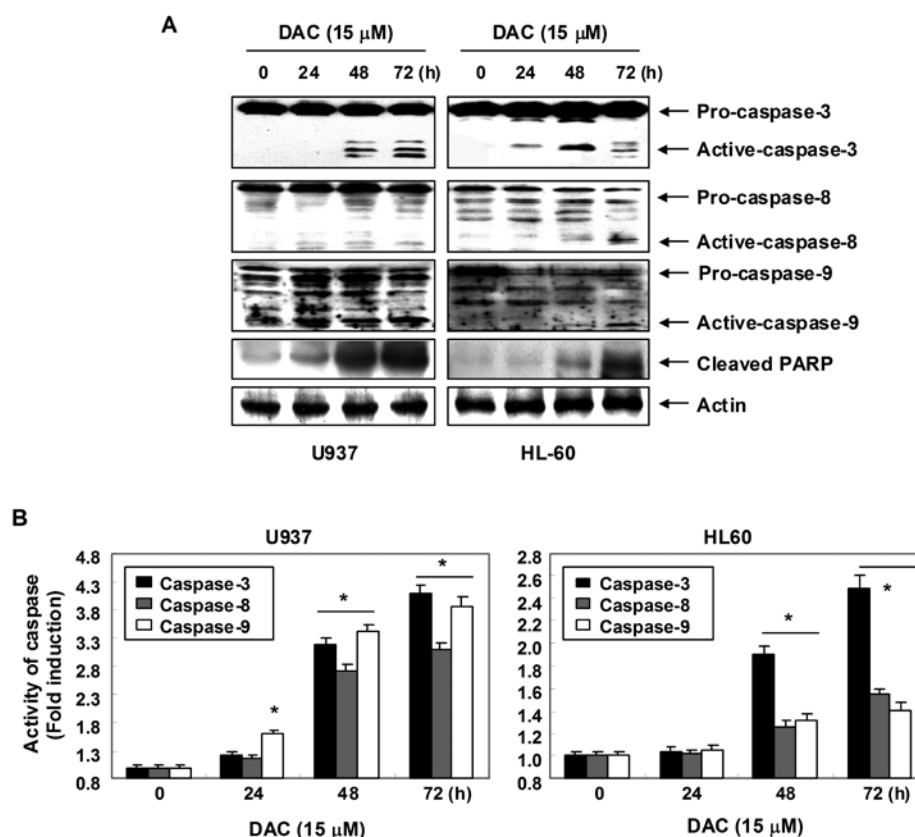 A
DAC (15 μM) DAC (15 μM)
0 24 48 72 (h) 0 24 48 72 (h)
Pro-caspase-3
Active-caspase-3
Pro-caspase-8
Active-caspase-8
Pro-caspase-9
Active-caspase-9
Cleaved PARP
Actin
U937 HL-60
B
U937
Activity of caspase
(Fold induction)
4.8
4.3
3.8
3.3
2.8
2.3
1.8
1.3
0.8
Caspase-3
Caspase-8
Caspase-9
* * *
0 24 48 72 (h)
DAC (15 μM)
HL60
2.8
2.6
2.4
2.2
2.0
1.8
1.6
1.4
1.2
1.0
0.8
Caspase-3
Caspase-8
Caspase-9
* *
0 24 48 72 (h)
DAC (15 μM)